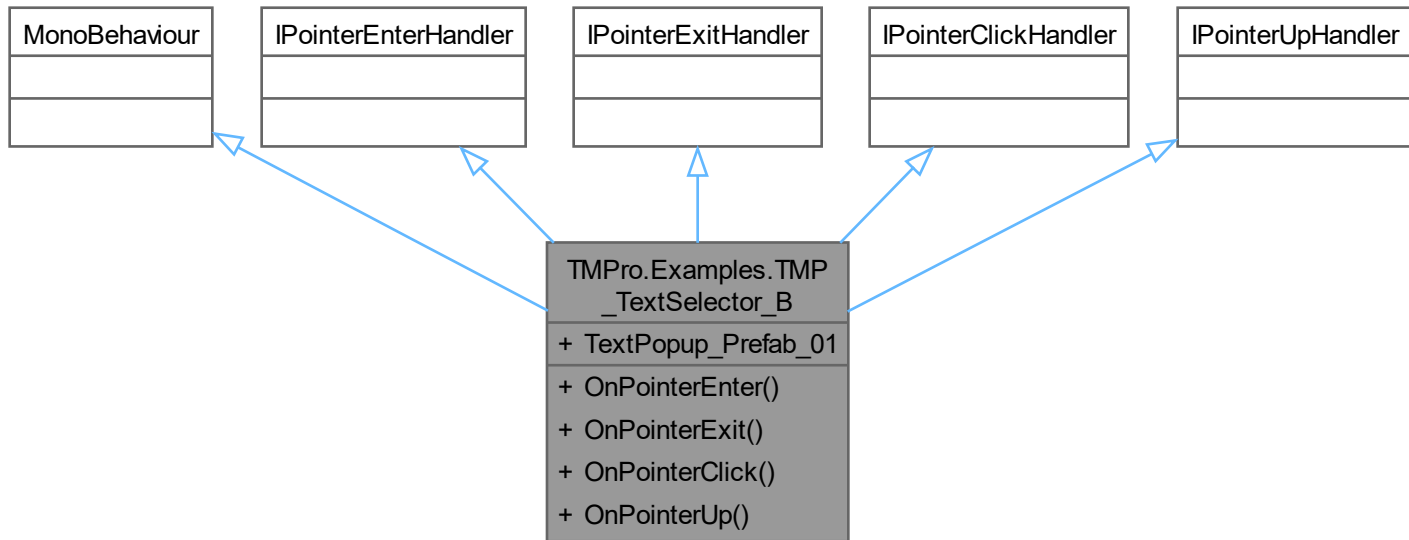 MonoBehaviour
IPointerEnterHandler
IPointerExitHandler
IPointerClickHandler
IPointerUpHandler
TMPro.Examples.TMP
_TextSelector_B
+ TextPopup_Prefab_01
+ OnPointerEnter()
+ OnPointerExit()
+ OnPointerClick()
+ OnPointerUp()